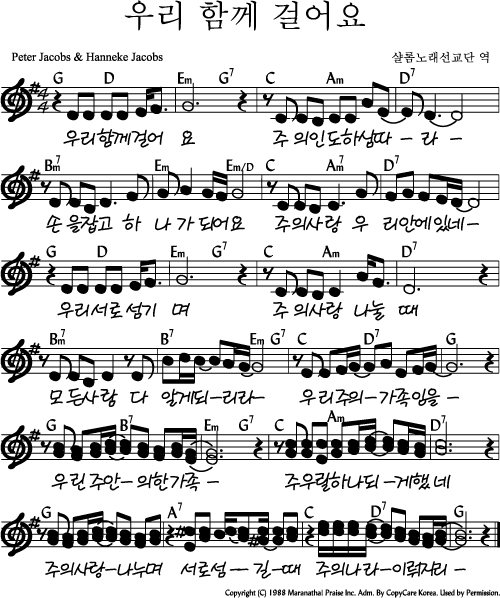 우리 함께 걸어요
Peter Jacobs & Hanneke Jacobs 샬롬노래선교단 역
G D Em G7 C Am D7
우리함께걸어 요 주 의인도하심따 - 라 -
Bm7 Em Em/D C Am D7
손 을잡고 하 나 가 되어요 주의사랑 우 리안에있네-
G D Em G7 C Am D7
우리서로섬기 며 주 의사랑 나눌 때
Bm7 Em G7 C D7 G
모든사람 다 알게되-리라- 우리주의-가족임을-
G B7 Em G7 C Am D7
우린주안-의한가족- 주우릴하나되-게했네
G A7 C D7 G
주의사랑-나누며 서로섬-길-때 주의나라-이뤄지리-
Copyright (C) 1988 Maranatha! Praise Inc. Adm. By CopyCare Korea. Used by Permission.